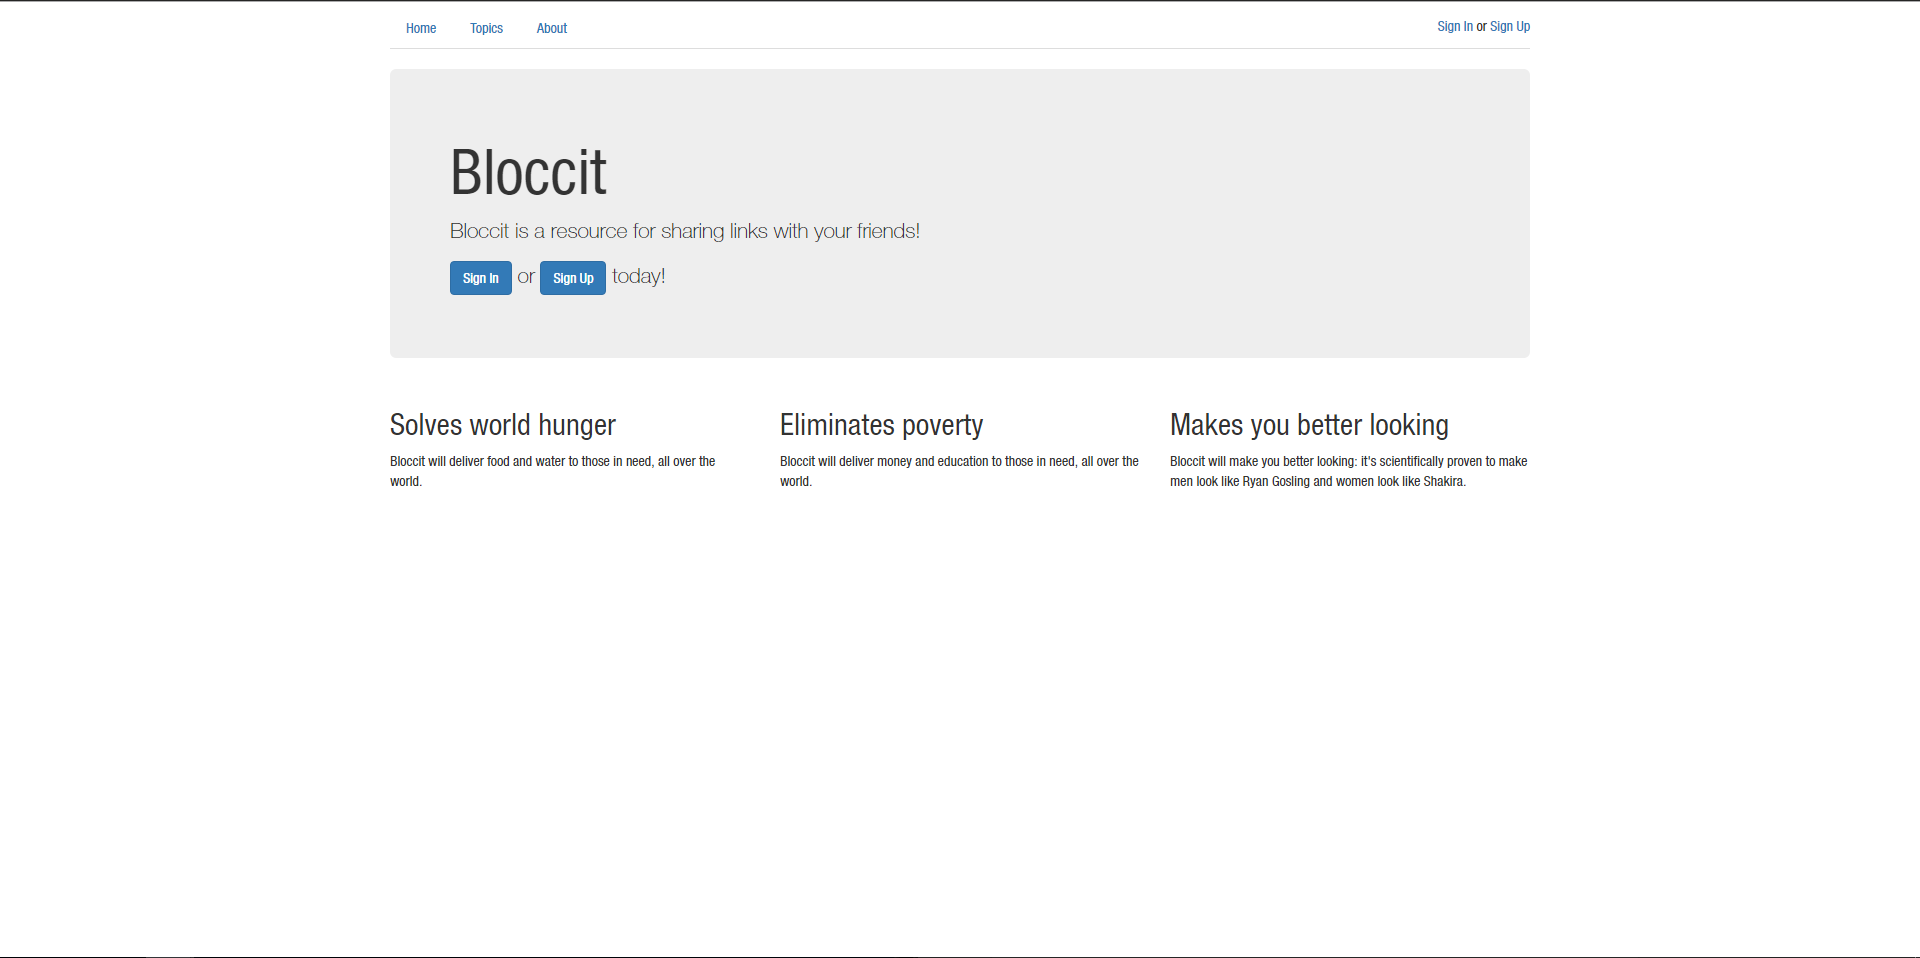 Home Topics About Sign In or Sign Up
Bloccit
Bloccit is a resource for sharing links with your friends!
Sign In or Sign Up today!
Solves world hunger
Bloccit will deliver food and water to those in need, all over the
world.
Eliminates poverty
Bloccit will deliver money and education to those in need, all over the
world.
Makes you better looking
Bloccit will make you better looking: it's scientifically proven to make
men look like Ryan Gosling and women look like Shakira.